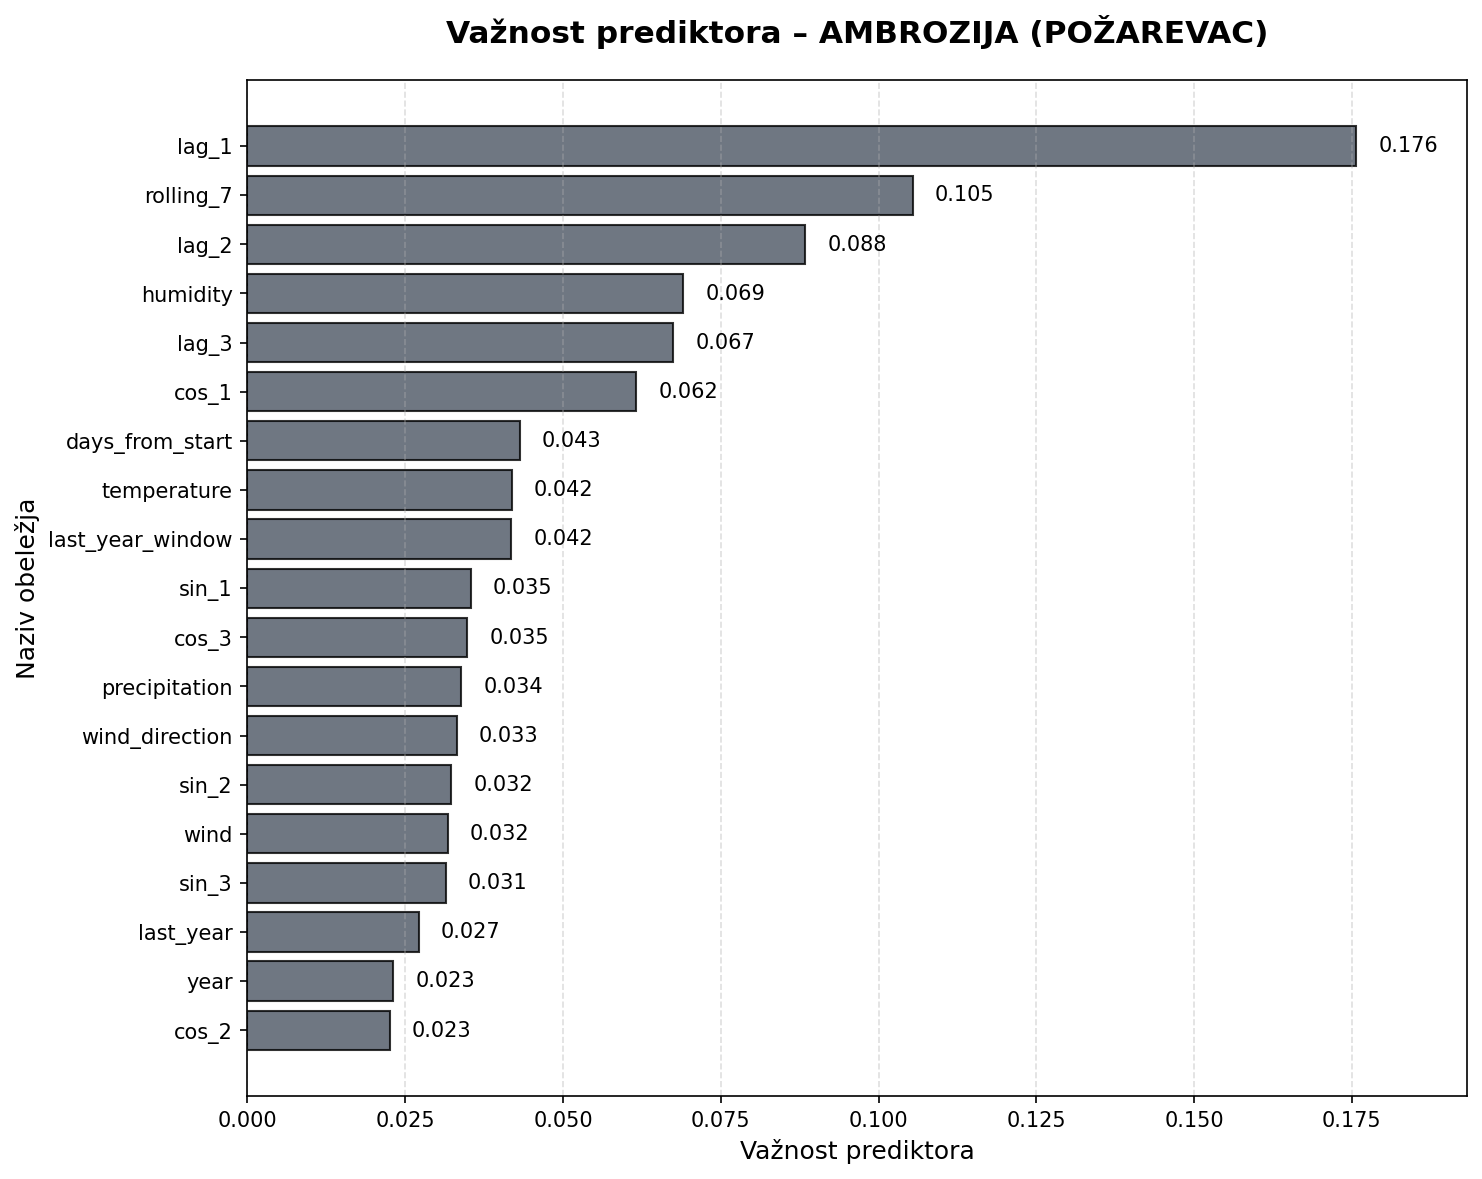 Važnost prediktora – AMBROZIJA (POŽAREVAC)
Naziv obeležja
lag_1 0.176
rolling_7 0.105
lag_2 0.088
humidity 0.069
lag_3 0.067
cos_1 0.062
days_from_start 0.043
temperature 0.042
last_year_window 0.042
sin_1 0.035
cos_3 0.035
precipitation 0.034
wind_direction 0.033
sin_2 0.032
wind 0.032
sin_3 0.031
last_year 0.027
year 0.023
cos_2 0.023
0.000 0.025 0.050 0.075 0.100 0.125 0.150 0.175
Važnost prediktora